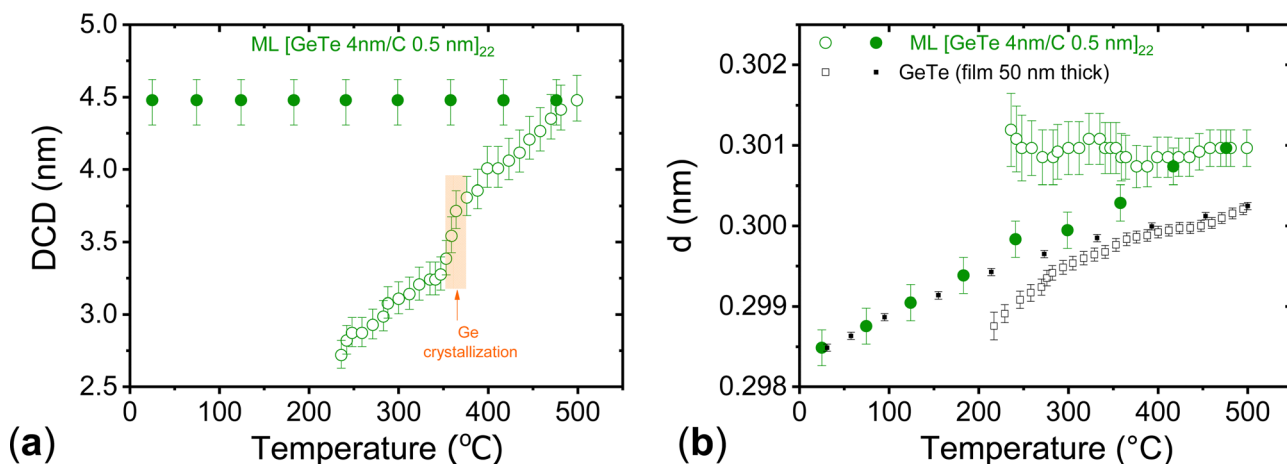 5.0
4.5
4.0
3.5
3.0
2.5
DCD (nm)
ML [GeTe 4nm/C 0.5 nm]22
Ge
crystallization
0 100 200 300 400 500
Temperature (ºC)
(a)
0.302
0.301
0.300
0.299
0.298
d (nm)
ML [GeTe 4nm/C 0.5 nm]22
GeTe (film 50 nm thick)
0 100 200 300 400 500
Temperature (°C)
(b)